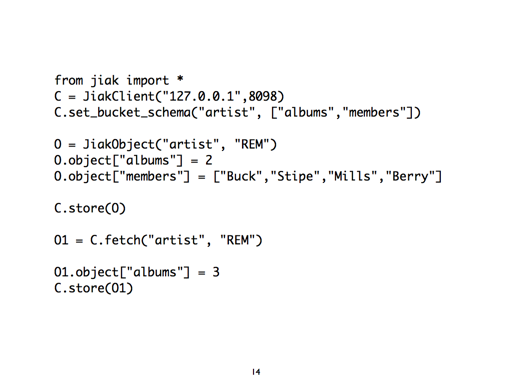 from jiak import *
C = JiakClient("127.0.0.1",8098)
C.set_bucket_schema("artist", ["albums","members"])
O = JiakObject("artist", "REM")
O.object["albums"] = 2
O.object["members"] = ["Buck","Stipe","Mills","Berry"]
C.store(O)
O1 = C.fetch("artist", "REM")
O1.object["albums"] = 3
C.store(O1)
14